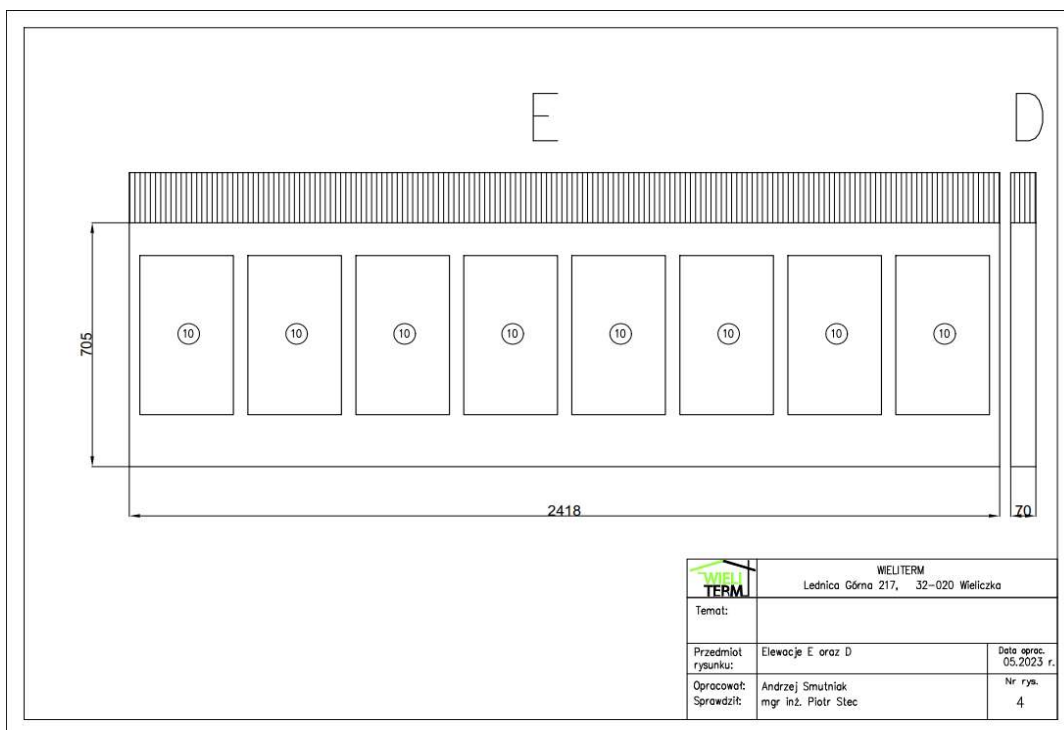 E
D
10 10 10 10 10 10 10 10
705
2418
70
WIELI
TERM
WIELITERM
Lednica Górna 217, 32-020 Wieliczka
Temat:
Przedmiot
rysunku:
Elewacje E oraz D
Data oprac.
05.2023 r.
Opracował: Andrzej Smutniak
Sprawdził: mgr inż. Piotr Stec
Nr rys.
4